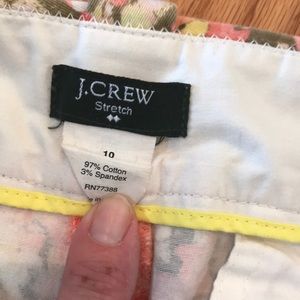 J.CREW
Stretch
10
97% Cotton
3% Spandex
RN77388